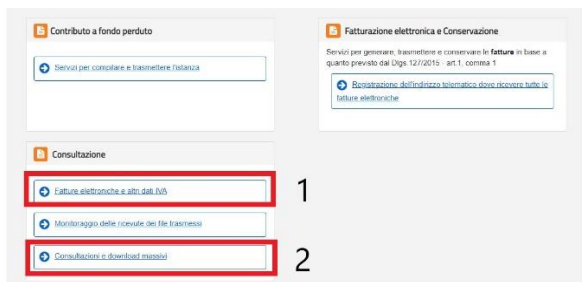 Contributo a fondo perduto
Servizi per compilare e trasmettere l'istanza
Fatturazione elettronica e Conservazione
Servizi per generare, trasmettere e conservare le fatture in base a
quanto previsto dal Dlgs. 127/2015 - art.1, comma 1
Registrazione dell'indirizzo telematico dove ricevere tutte le
fatture elettroniche
Consultazione
Fatture elettroniche e altri dati IVA
1
Monitoraggio delle ricevute dei file trasmessi
Consultazioni e download massivi
2